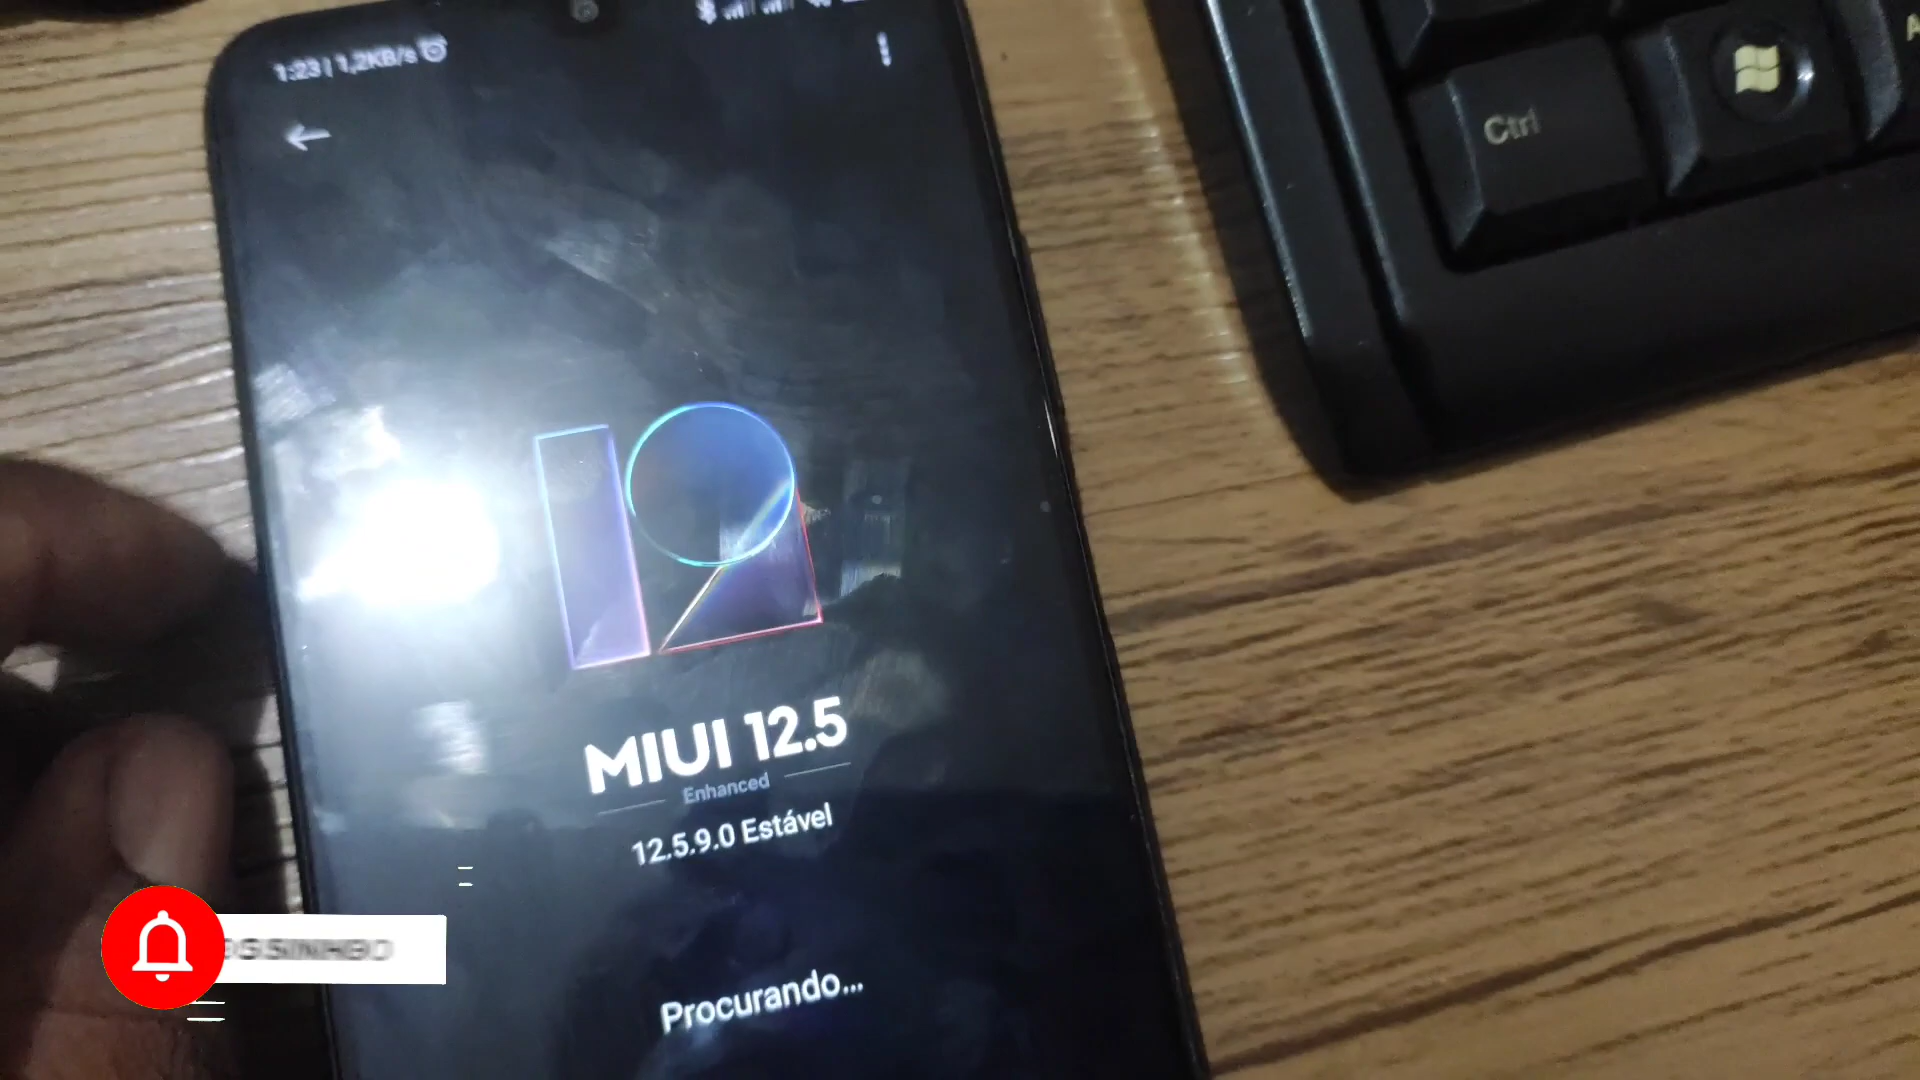 1:23 | 1,2KB/s
Ctrl
MIUI 12.5
Enhanced
12.5.9.0 Estável
Procurando...